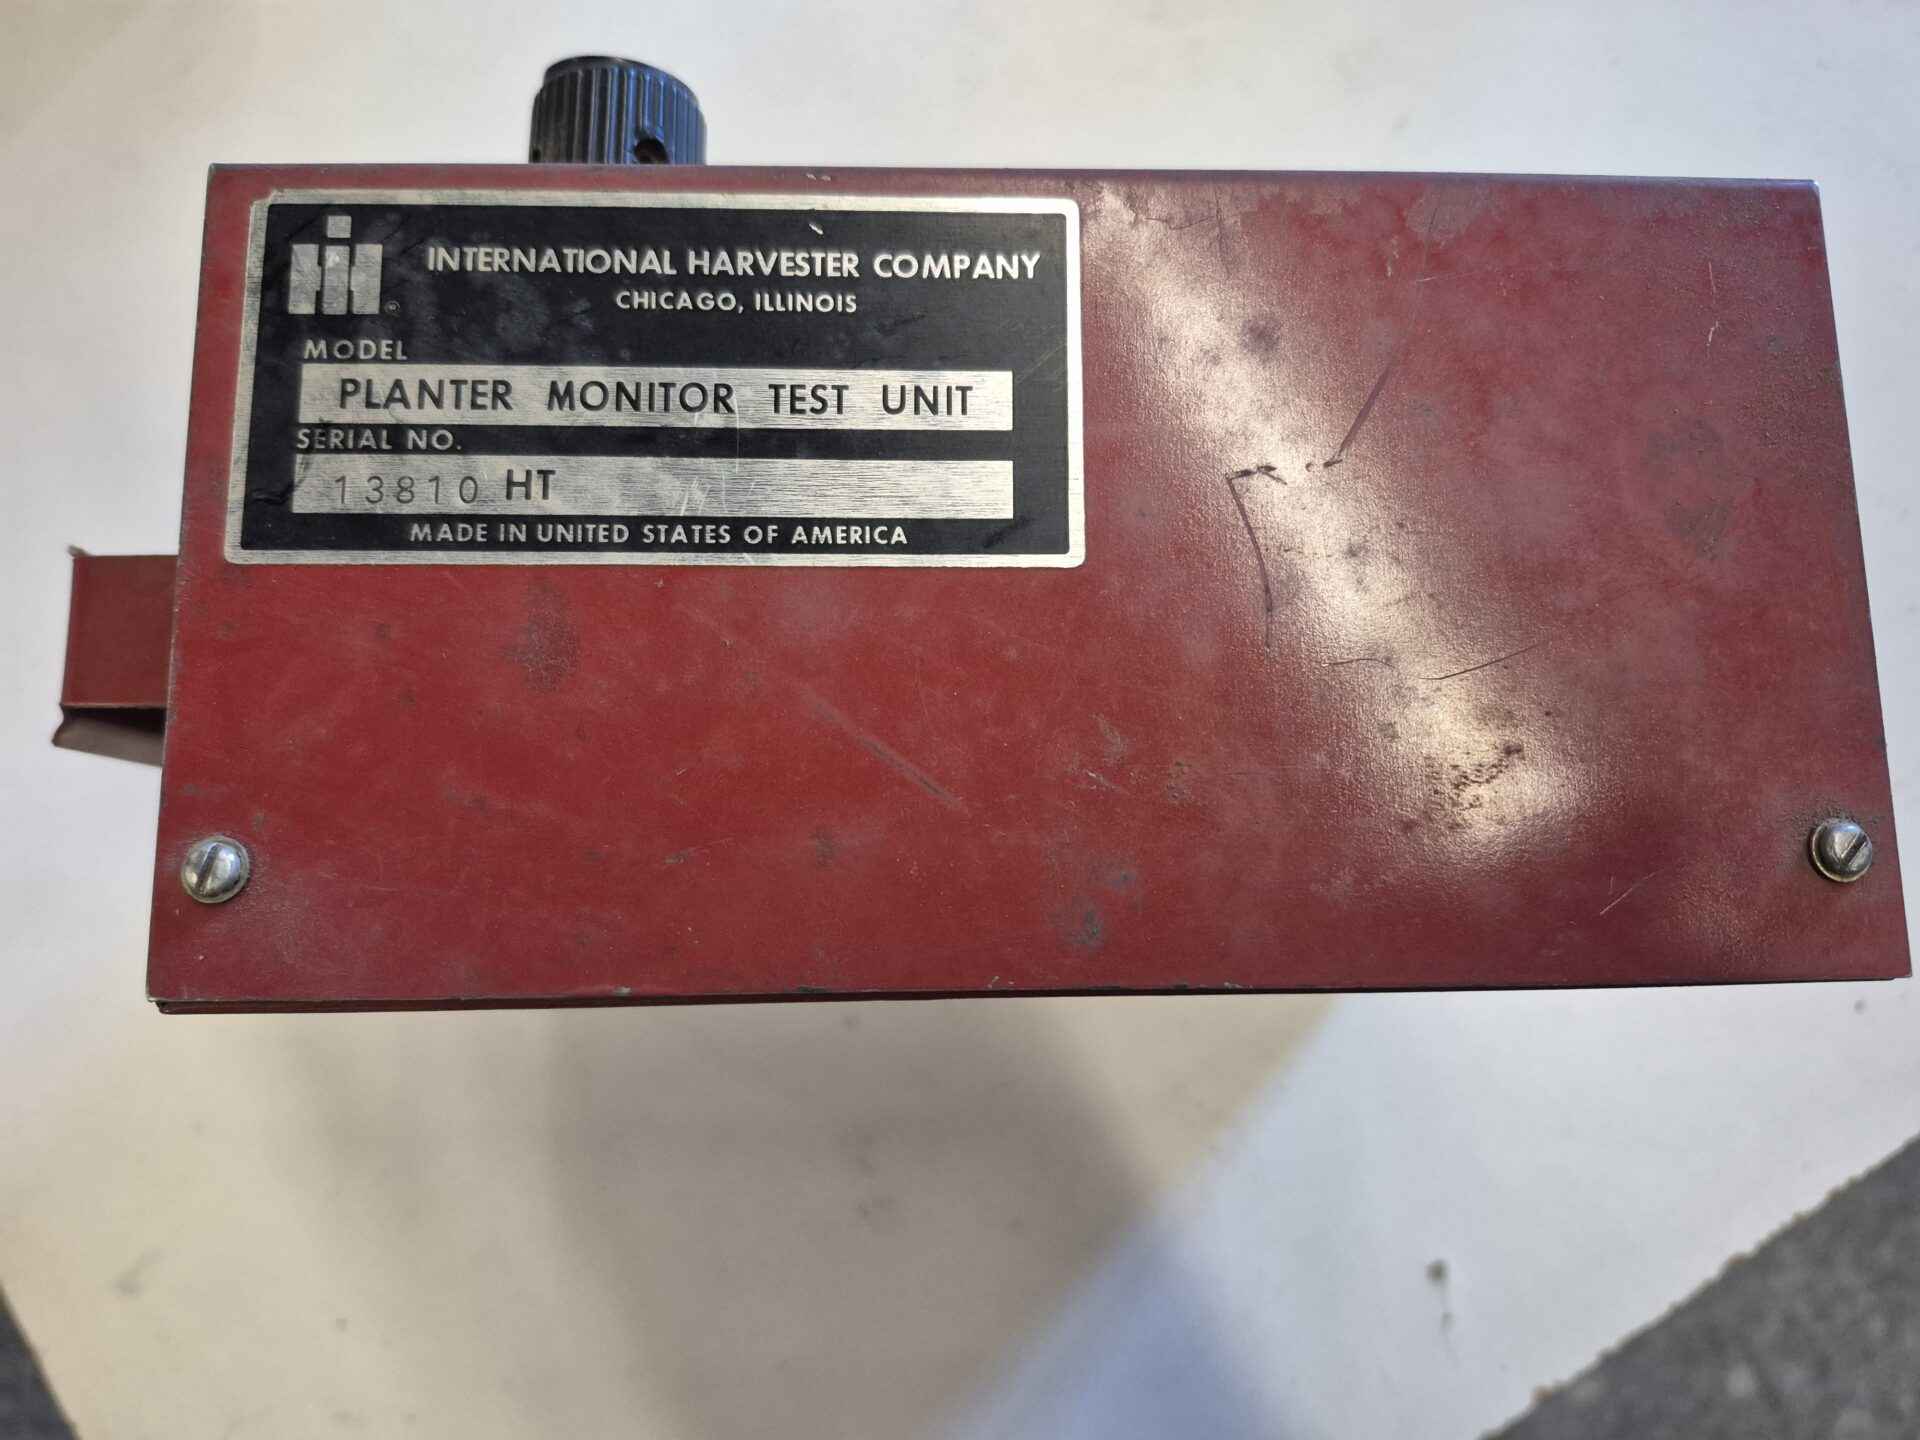 INTERNATIONAL HARVESTER COMPANY
CHICAGO, ILLINOIS
MODEL
PLANTER MONITOR TEST UNIT
SERIAL NO.
13810 HT
MADE IN UNITED STATES OF AMERICA